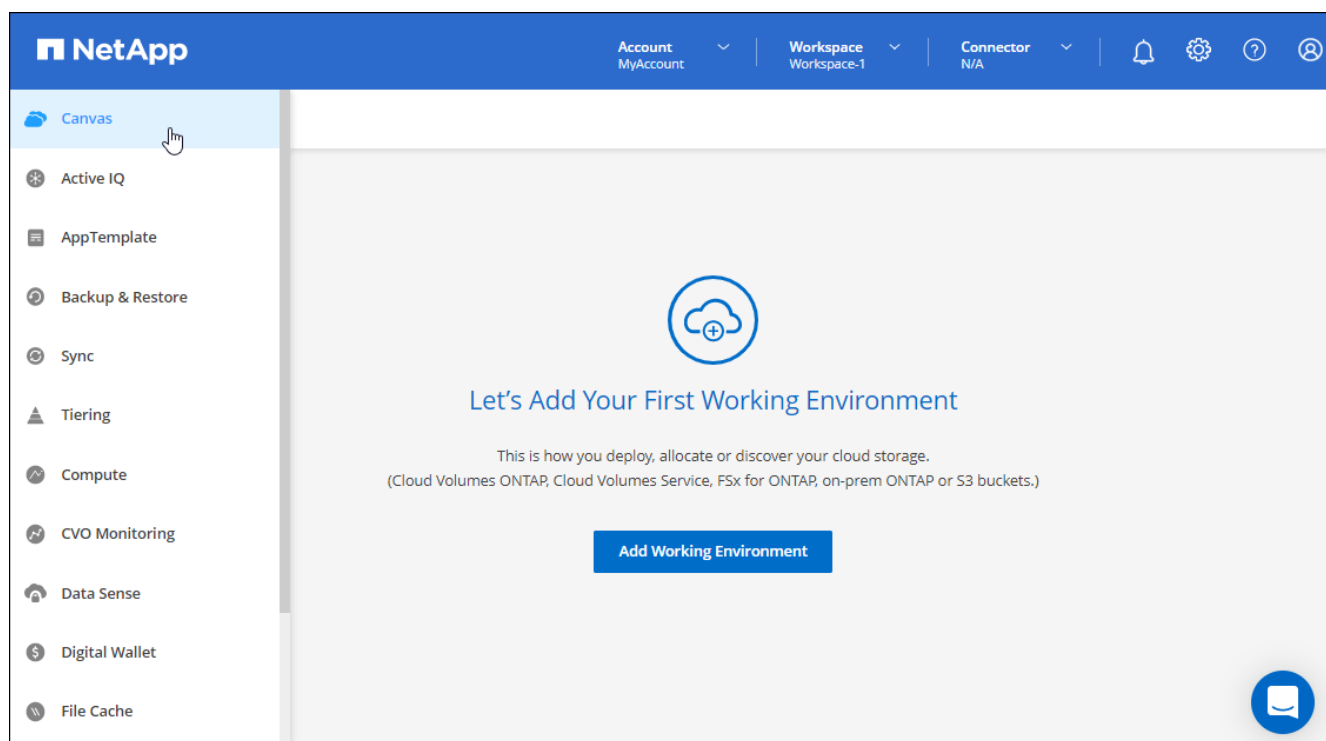 NetApp
Account
MyAccount
Workspace
Workspace-1
Connector
N/A
Canvas
Active IQ
AppTemplate
Backup & Restore
Sync
Tiering
Compute
CVO Monitoring
Data Sense
Digital Wallet
File Cache
Let's Add Your First Working Environment
This is how you deploy, allocate or discover your cloud storage.
(Cloud Volumes ONTAP, Cloud Volumes Service, FSx for ONTAP, on-prem ONTAP or S3 buckets.)
Add Working Environment